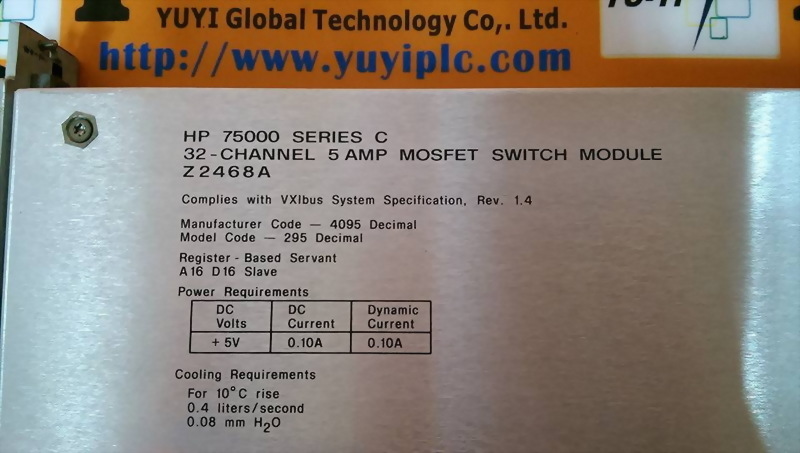 YUYI Global Technology Co,. Ltd.
http://www.yuyiplc.com
HP 75000 SERIES C
32-CHANNEL 5 AMP MOSFET SWITCH MODULE
Z2468A
Complies with VXIbus System Specification, Rev. 1.4
Manufacturer Code — 4095 Decimal
Model Code — 295 Decimal
Register-Based Servant
A16 D16 Slave
Power Requirements
DC Volts DC Current Dynamic Current
+5V 0.10A 0.10A
Cooling Requirements
For 10°C rise
0.4 liters/second
0.08 mm H₂O